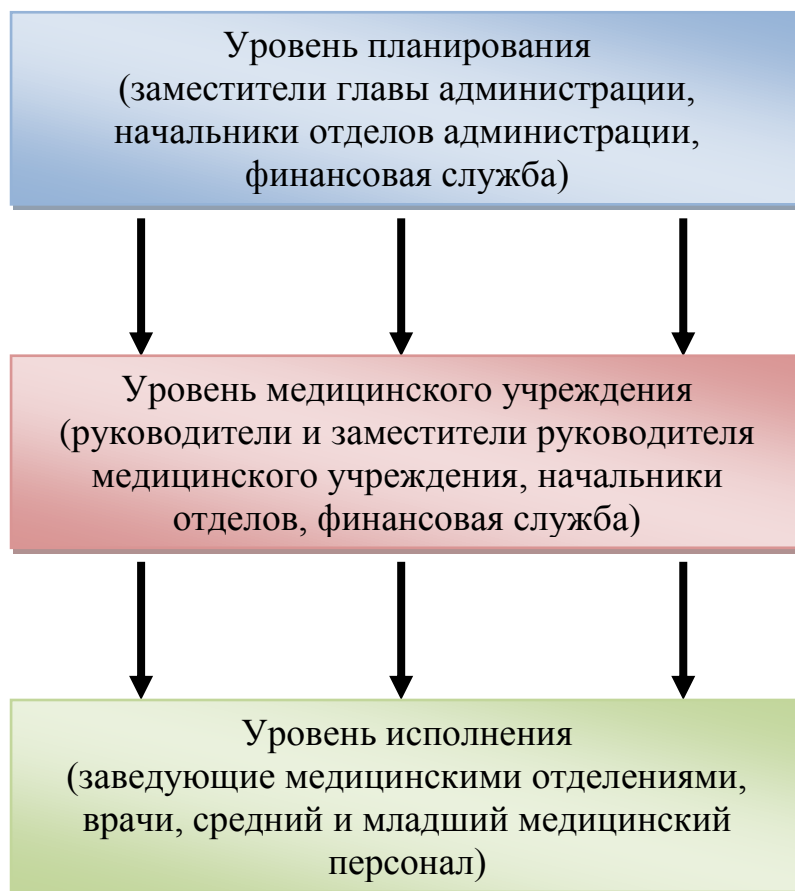 Уровень планирования
(заместители главы администрации,
начальники отделов администрации,
финансовая служба)
Уровень медицинского учреждения
(руководители и заместители руководителя
медицинского учреждения, начальники
отделов, финансовая служба)
Уровень исполнения
(заведующие медицинскими отделениями,
врачи, средний и младший медицинский
персонал)